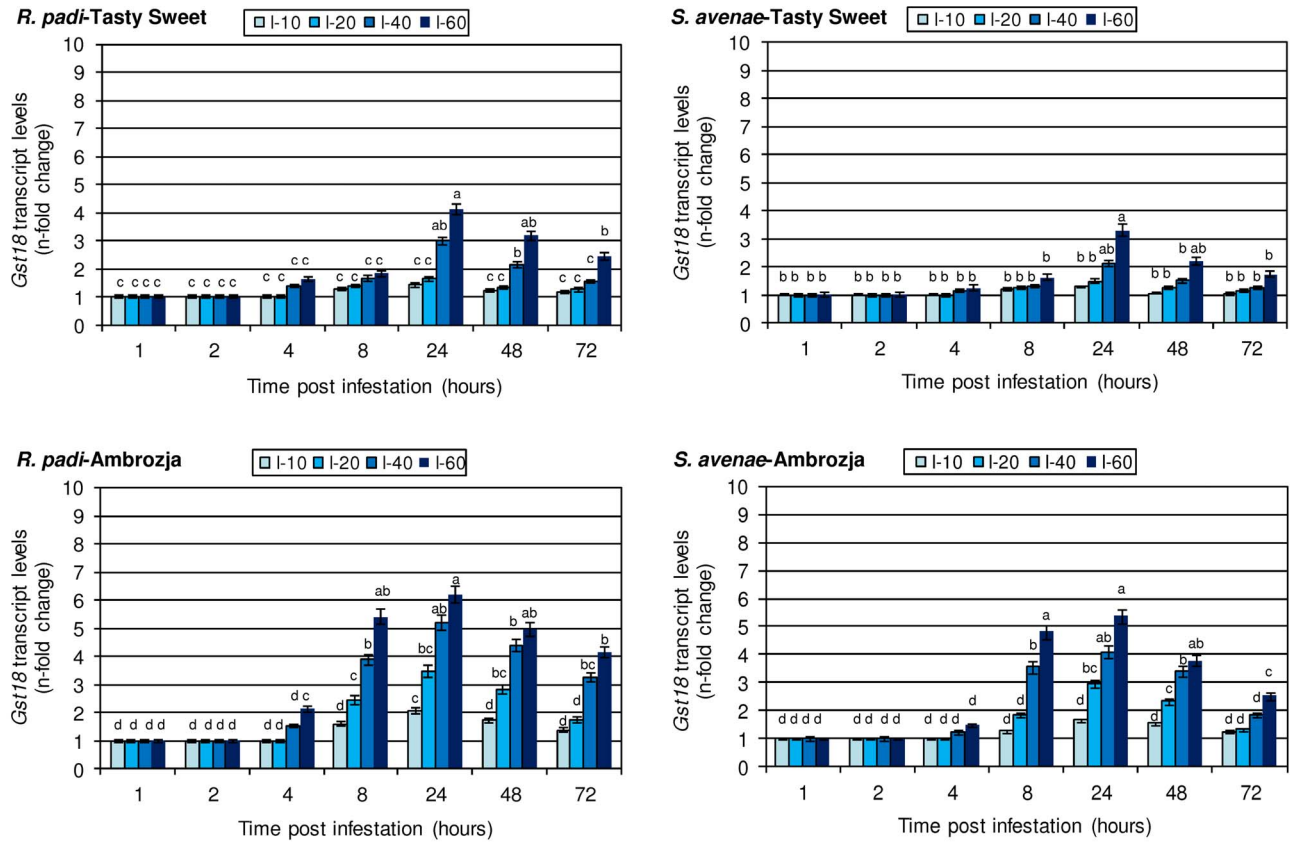 R. padi-Tasty Sweet
I-10 I-20 I-40 I-60
10
9
8
7
6
5
4
3
2
1
0
Gst18 transcript levels
(n-fold change)
c c c c
c c c c
c c c c
c c c c
c c ab a
c c b ab
c c c b
1 2 4 8 24 48 72
Time post infestation (hours)
S. avenae-Tasty Sweet
I-10 I-20 I-40 I-60
10
9
8
7
6
5
4
3
2
1
0
Gst18 transcript levels
(n-fold change)
b b b b
b b b b
b b b b
b b b b
b b ab a
b b b ab
b b b b
1 2 4 8 24 48 72
Time post infestation (hours)
R. padi-Ambrozja
I-10 I-20 I-40 I-60
10
9
8
7
6
5
4
3
2
1
0
Gst18 transcript levels
(n-fold change)
d d d d
d d d d
d d d c
d c b ab
c bc ab a
c bc b ab
d d bc b
1 2 4 8 24 48 72
Time post infestation (hours)
S. avenae-Ambrozja
I-10 I-20 I-40 I-60
10
9
8
7
6
5
4
3
2
1
0
Gst18 transcript levels
(n-fold change)
d d d d
d d d d
d d d d
d d b a
d bc ab a
d c b ab
d d d c
1 2 4 8 24 48 72
Time post infestation (hours)